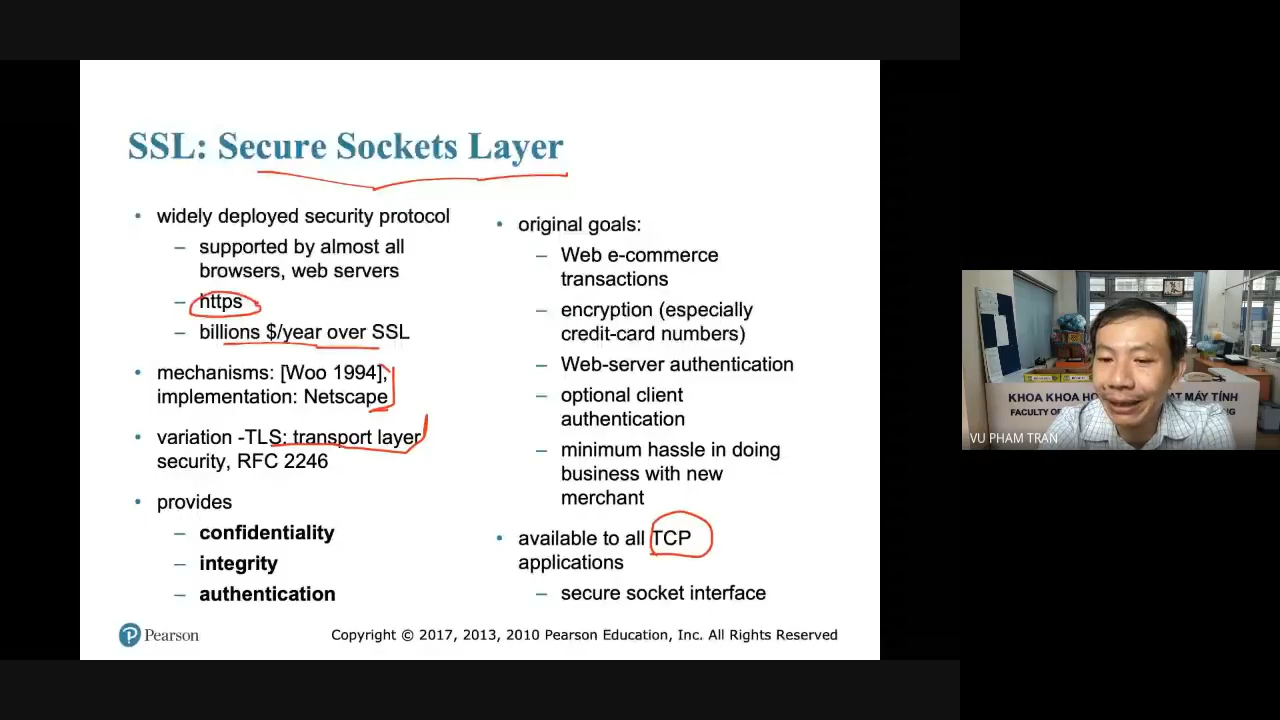 SSL: Secure Sockets Layer
• widely deployed security protocol
– supported by almost all
browsers, web servers
– https
– billions $/year over SSL
• mechanisms: [Woo 1994],
implementation: Netscape
• variation -TLS: transport layer
security, RFC 2246
• provides
– confidentiality
– integrity
– authentication
• original goals:
– Web e-commerce
transactions
– encryption (especially
credit-card numbers)
– Web-server authentication
– optional client
authentication
– minimum hassle in doing
business with new
merchant
• available to all TCP
applications
– secure socket interface
Pearson
Copyright © 2017, 2013, 2010 Pearson Education, Inc. All Rights Reserved
KHOA KHOA H
T MÁY TÍNH
FACULTY OF
VU PHAM TRAN